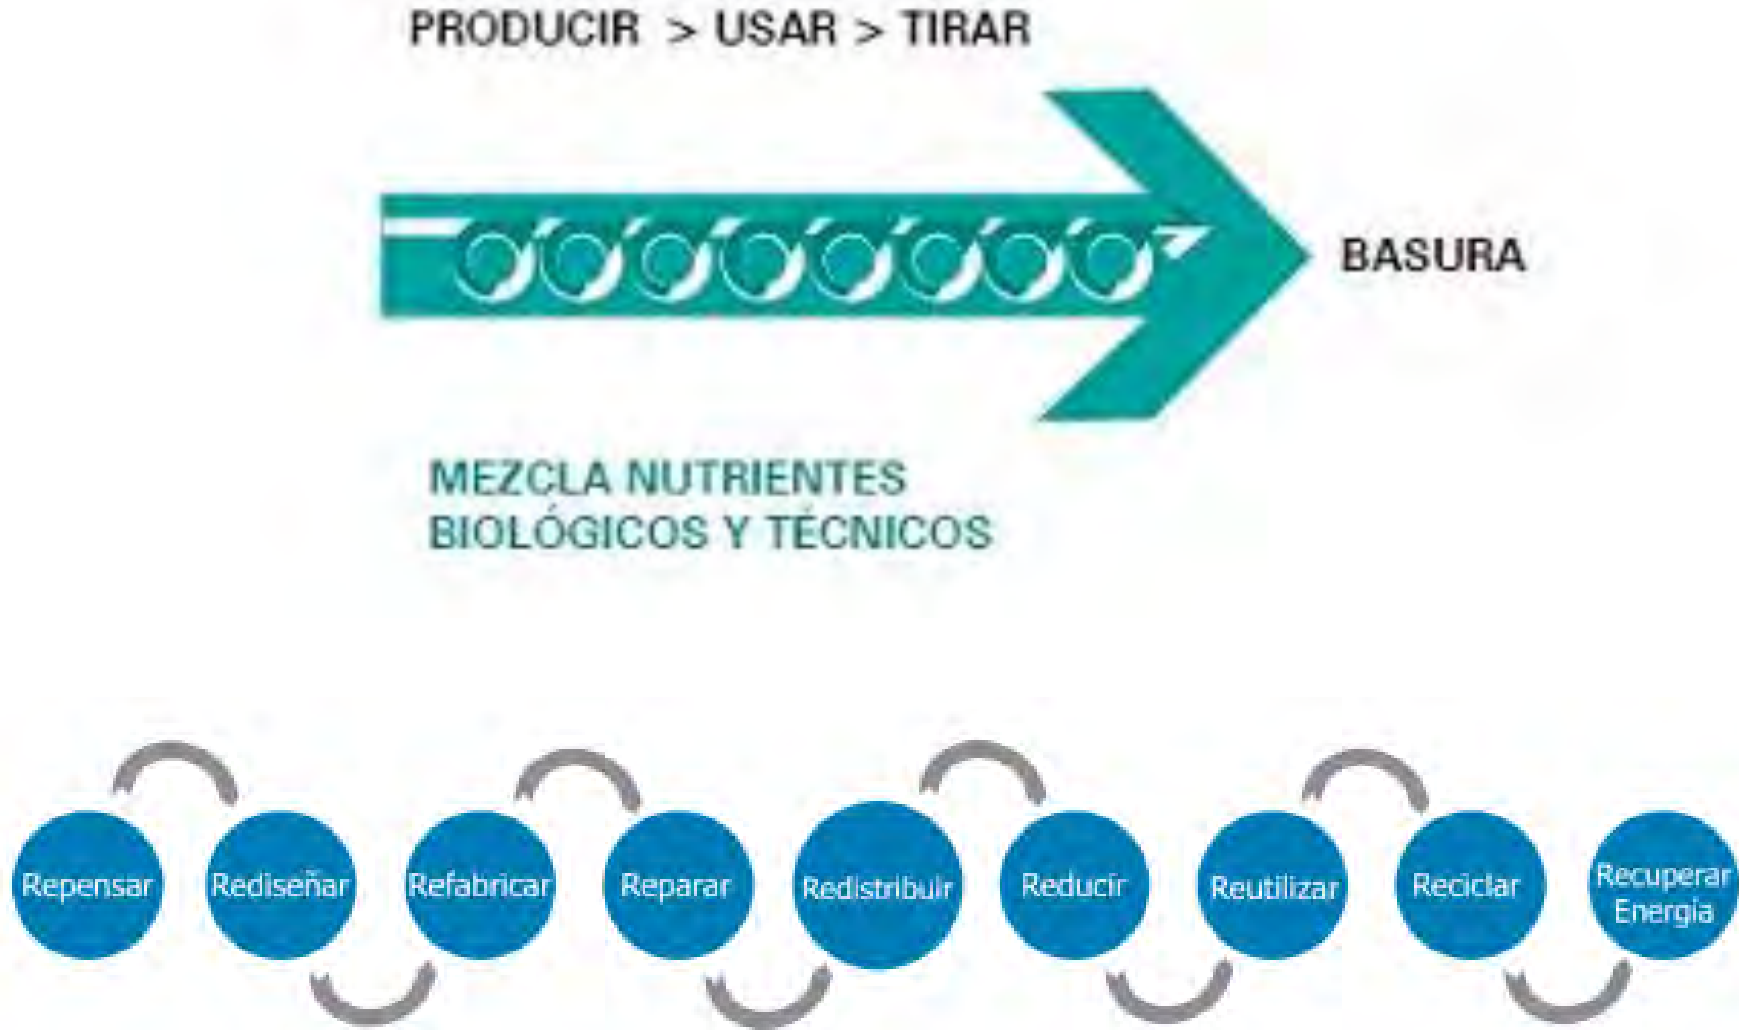 PRODUCIR > USAR > TIRAR
BASURA
MEZCLA NUTRIENTES
BIOLÓGICOS Y TÉCNICOS
Repensar
Rediseñar
Refabricar
Reparar
Redistribuir
Reducir
Reutilizar
Reciclar
Recuperar
Energía